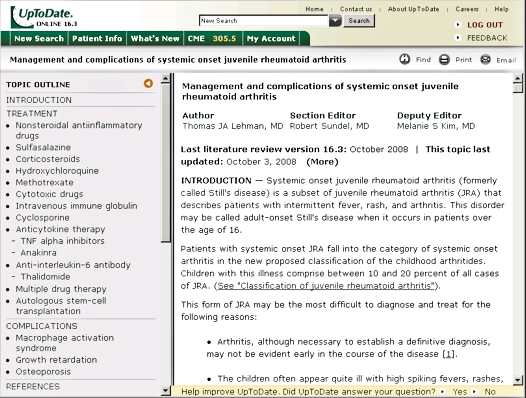 UpToDate®
ONLINE 16.3
Home | Contact us | About UpToDate | Careers | Help
New Search
Search
LOG OUT
FEEDBACK
New Search Patient Info What's New CME 305.5 My Account
Management and complications of systemic onset juvenile rheumatoid arthritis
Find Print Email
TOPIC OUTLINE
INTRODUCTION
TREATMENT
• Nonsteroidal antiinflammatory
drugs
• Sulfasalazine
• Corticosteroids
• Hydroxychloroquine
• Methotrexate
• Cytotoxic drugs
• Intravenous immune globulin
• Cyclosporine
• Anticytokine therapy
- TNF alpha inhibitors
- Anakinra
• Anti-interleukin-6 antibody
- Thalidomide
• Multiple drug therapy
• Autologous stem-cell
transplantation
COMPLICATIONS
• Macrophage activation
syndrome
• Growth retardation
• Osteoporosis
REFERENCES
Management and complications of systemic onset juvenile
rheumatoid arthritis
Author Section Editor Deputy Editor
Thomas JA Lehman, MD Robert Sundel, MD Melanie S Kim, MD
Last literature review version 16.3: October 2008 | This topic last
updated: October 3, 2008 (More)
INTRODUCTION — Systemic onset juvenile rheumatoid arthritis (formerly
called Still's disease) is a subset of juvenile rheumatoid arthritis (JRA) that
describes patients with intermittent fever, rash, and arthritis. This disorder
may be called adult-onset Still's disease when it occurs in patients over
the age of 16.
Patients with systemic onset JRA fall into the category of systemic onset
arthritis in the new proposed classification of the childhood arthritides.
Children with this illness comprise between 10 and 20 percent of all cases
of JRA. (See "Classification of juvenile rheumatoid arthritis").
This form of JRA may be the most difficult to diagnose and treat for the
following reasons:
• Arthritis, although necessary to establish a definitive diagnosis,
may not be evident early in the course of the disease [1].
• The children often appear quite ill with high spiking fevers, rashes,
Help improve UpToDate. Did UpToDate answer your question? Yes No